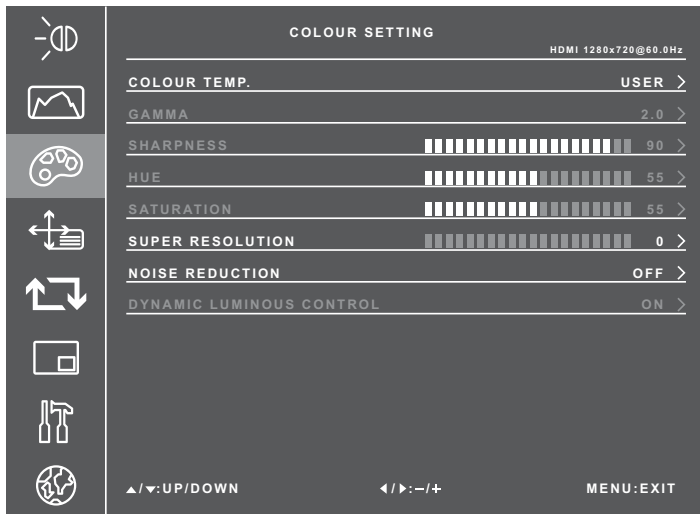 COLOUR SETTING
HDMI 1280x720@60.0Hz
COLOUR TEMP. USER >
GAMMA 2.0 >
SHARPNESS 90 >
HUE 55 >
SATURATION 55 >
SUPER RESOLUTION 0 >
NOISE REDUCTION OFF >
DYNAMIC LUMINOUS CONTROL ON >
▲/▼:UP/DOWN ◀/▶:−/+ MENU:EXIT